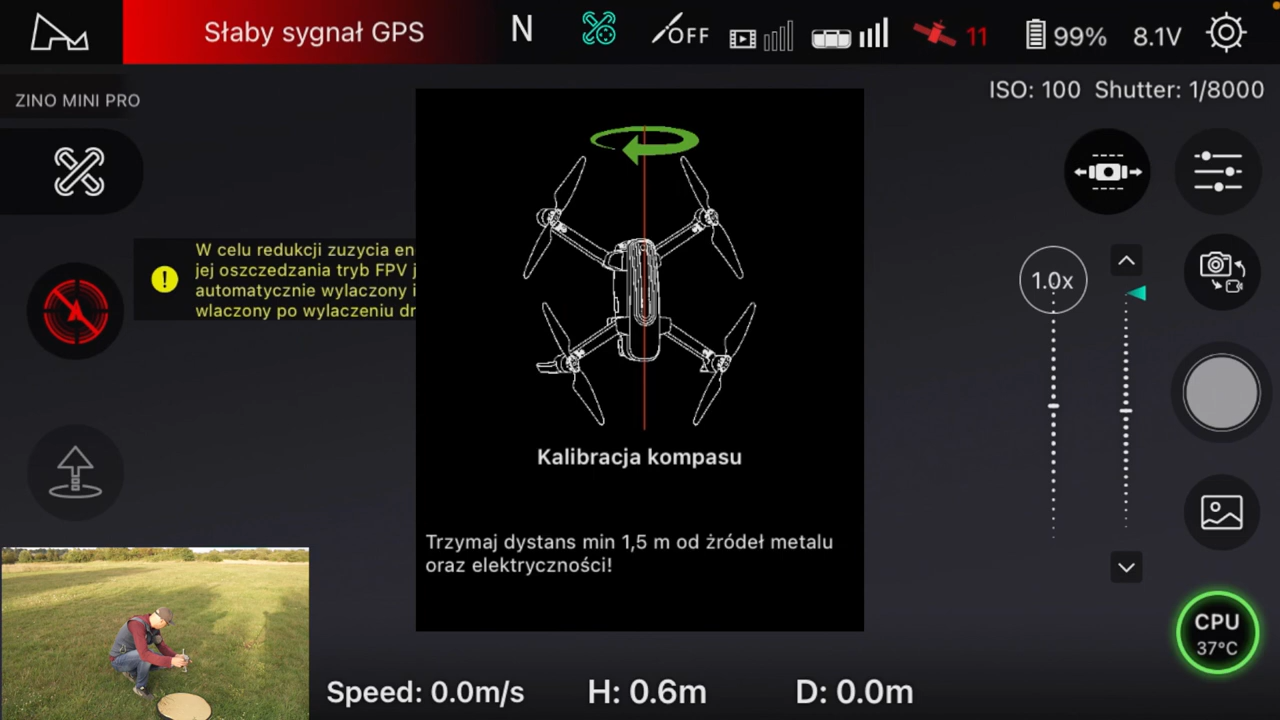 Słaby sygnał GPS
N
OFF
11
99%
8.1V
ZINO MINI PRO
ISO: 100 Shutter: 1/8000
W celu redukcji zuzycia
jej oszczedzania tryb FPV
automatycznie wylaczony
wlaczony po wylaczeniu
1.0x
Kalibracja kompasu
Trzymaj dystans min 1,5 m od żródeł metalu
oraz elektryczności!
CPU
37°C
Speed: 0.0m/s
H: 0.6m
D: 0.0m